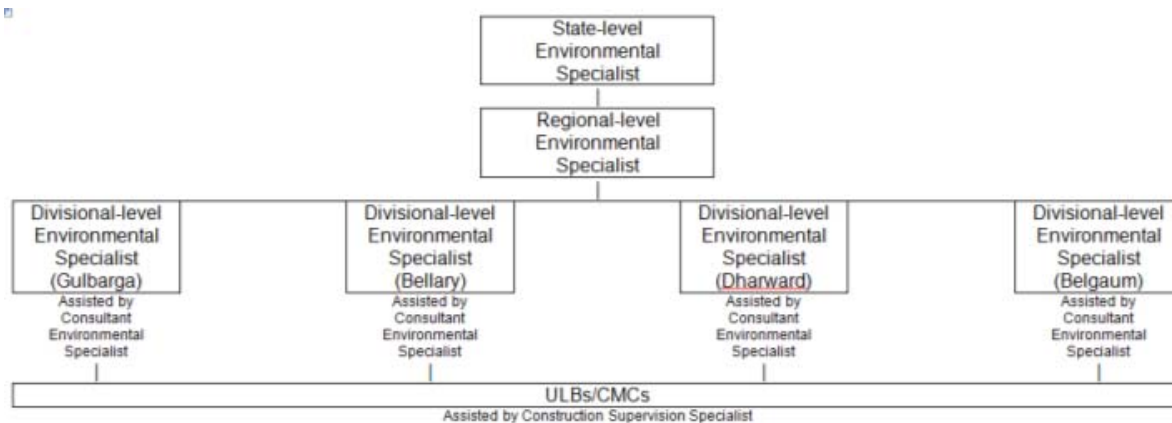 State-level
Environmental
Specialist
Regional-level
Environmental
Specialist
Divisional-level
Environmental
Specialist
(Gulbarga)
Assisted by
Consultant
Environmental
Specialist
Divisional-level
Environmental
Specialist
(Bellary)
Assisted by
Consultant
Environmental
Specialist
Divisional-level
Environmental
Specialist
(Dharward)
Assisted by
Consultant
Environmental
Specialist
Divisional-level
Environmental
Specialist
(Belgaum)
Assisted by
Consultant
Environmental
Specialist
ULBs/CMCs
Assisted by Construction Supervision Specialist